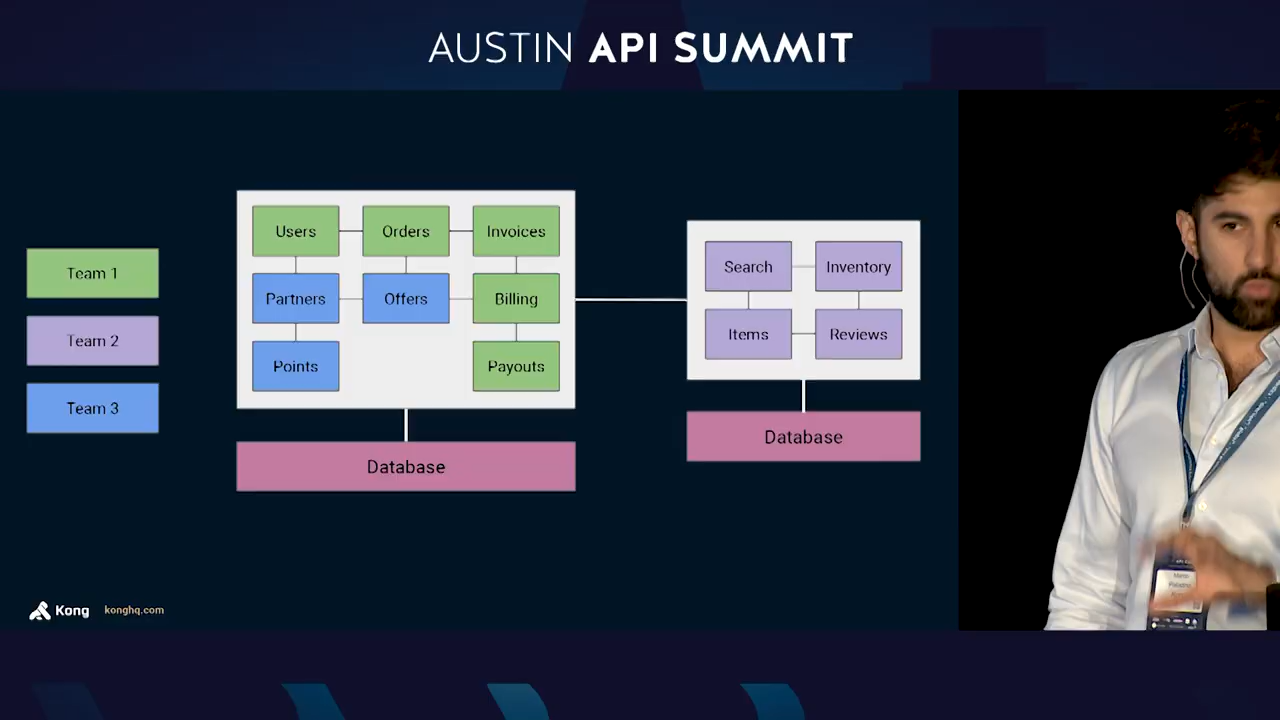 AUSTIN API SUMMIT
Team 1
Team 2
Team 3
Users
Orders
Invoices
Partners
Offers
Billing
Points
Payouts
Database
Search
Inventory
Items
Reviews
Database
Kong
konghq.com